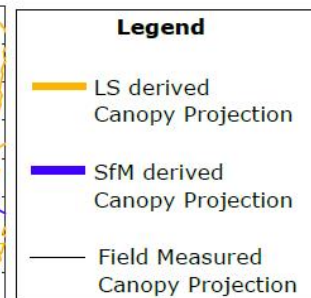 Legend
LS derived
Canopy Projection
SfM derived
Canopy Projection
Field Measured
Canopy Projection